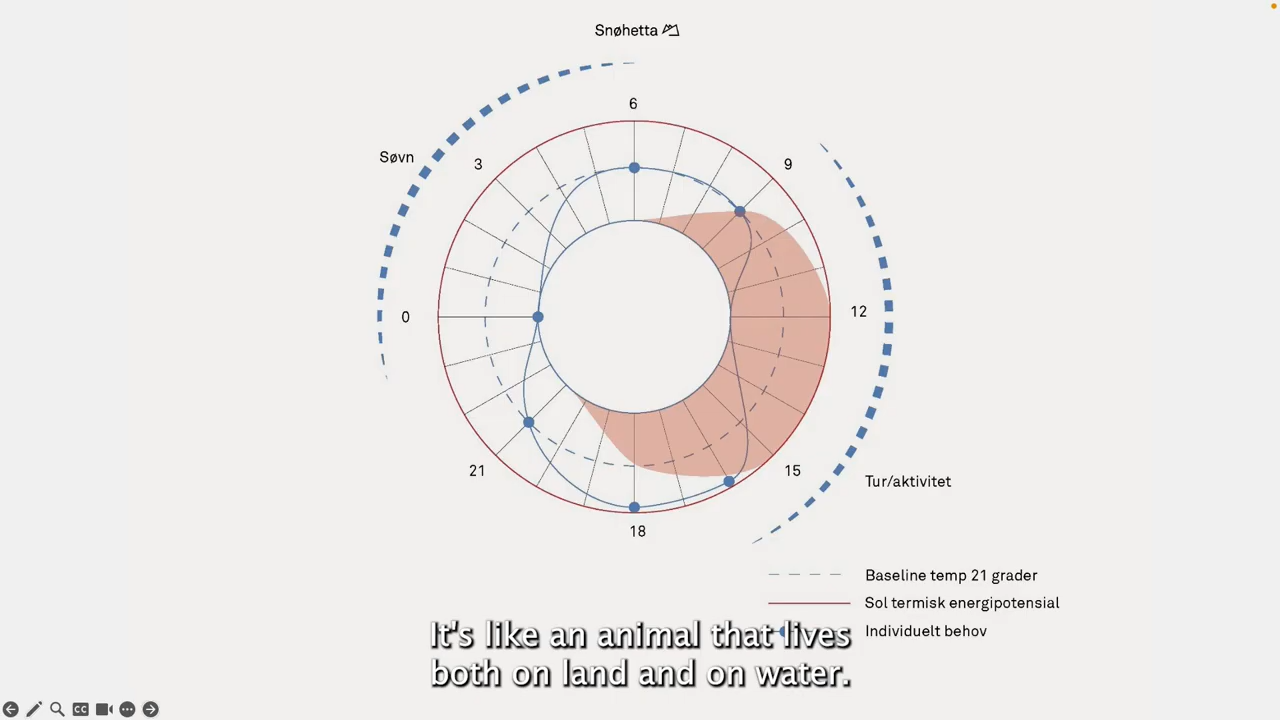 Snøhetta
6
Søvn
3
9
0
12
21
15
Tur/aktivitet
18
Baseline temp 21 grader
Sol termisk energipotensial
Individuelt behov
It's like an animal that lives
both on land and on water.
CC